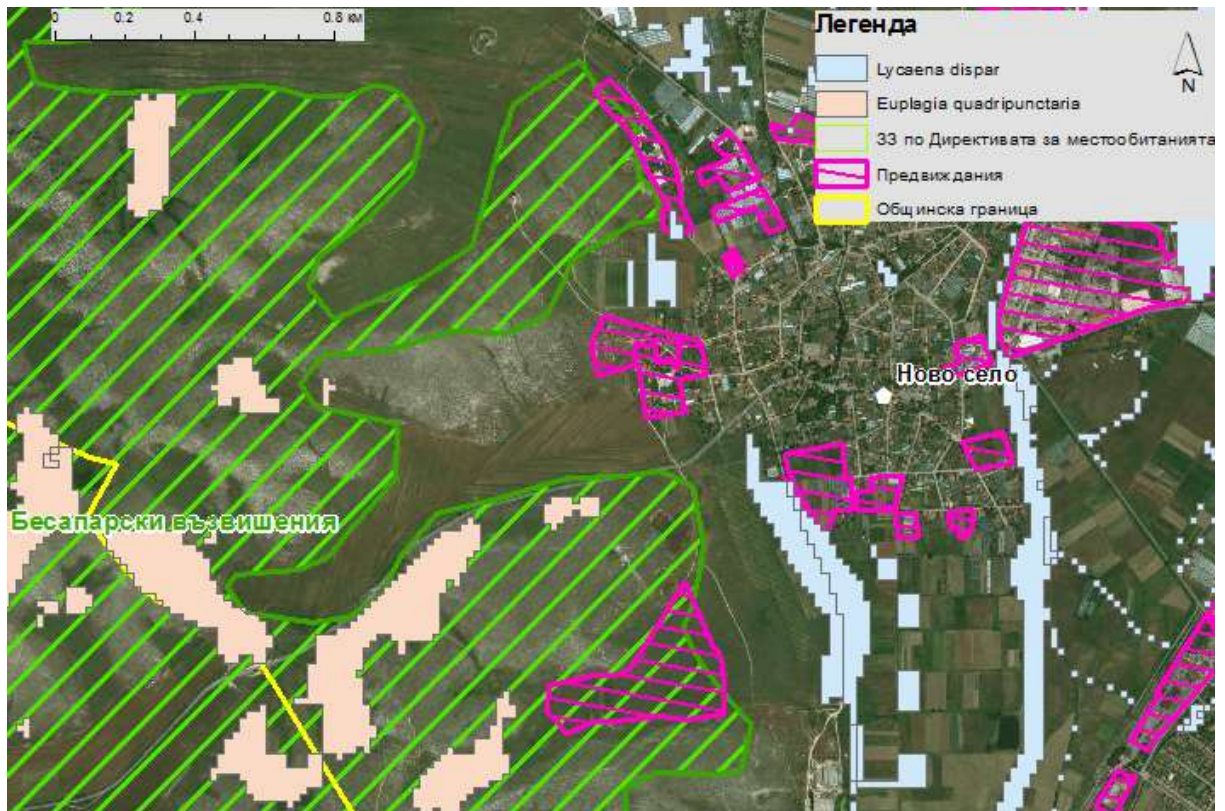 0 0.2 0.4 0.8 км
Легенда
Lycaena dispar
Euplagia quadripunctaria
ЗЗ по Директивата за местообитанията
Предвиждания
Общинска граница
N
Ново село
Бесапарски възвишения